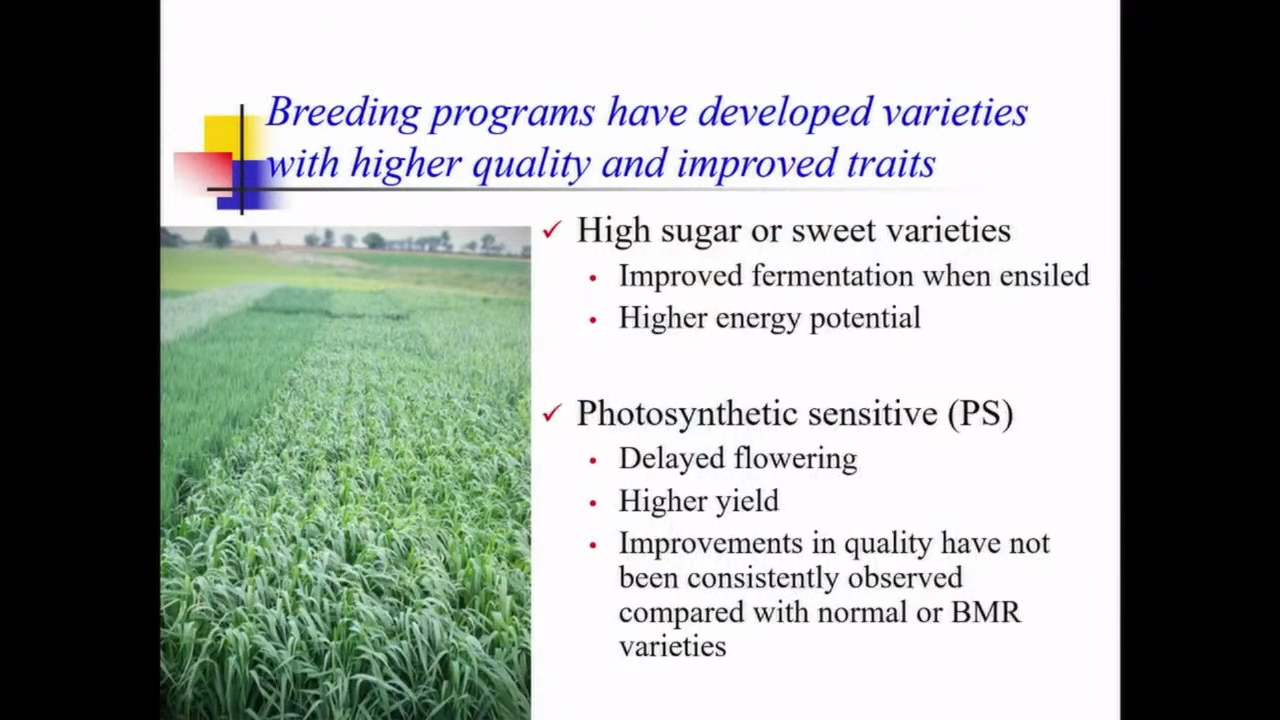 Breeding programs have developed varieties
with higher quality and improved traits
✓ High sugar or sweet varieties
• Improved fermentation when ensiled
• Higher energy potential
✓ Photosynthetic sensitive (PS)
• Delayed flowering
• Higher yield
• Improvements in quality have not
been consistently observed
compared with normal or BMR
varieties